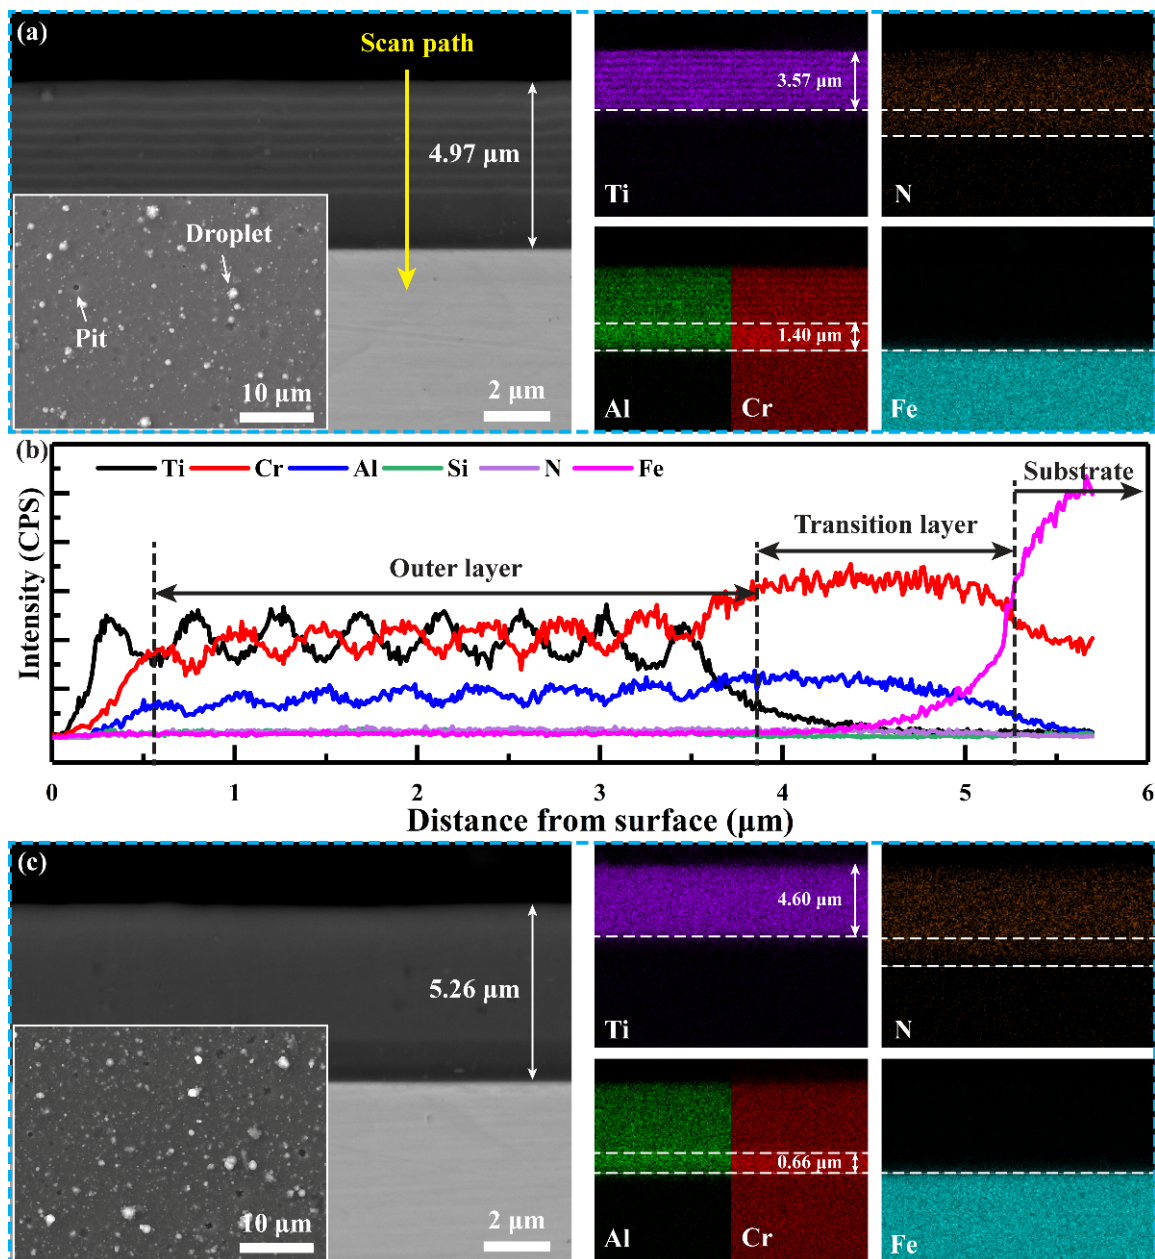 (a)
Scan path
4.97 μm
Droplet
Pit
10 μm
2 μm
3.57 μm
Ti
N
1.40 μm
Al
Cr
Fe
(b)
Ti Cr Al Si N Fe
Substrate
Transition layer
Outer layer
Intensity (CPS)
0 1 2 3 4 5 6
Distance from surface (μm)
(c)
5.26 μm
10 μm
2 μm
4.60 μm
Ti
N
0.66 μm
Al
Cr
Fe